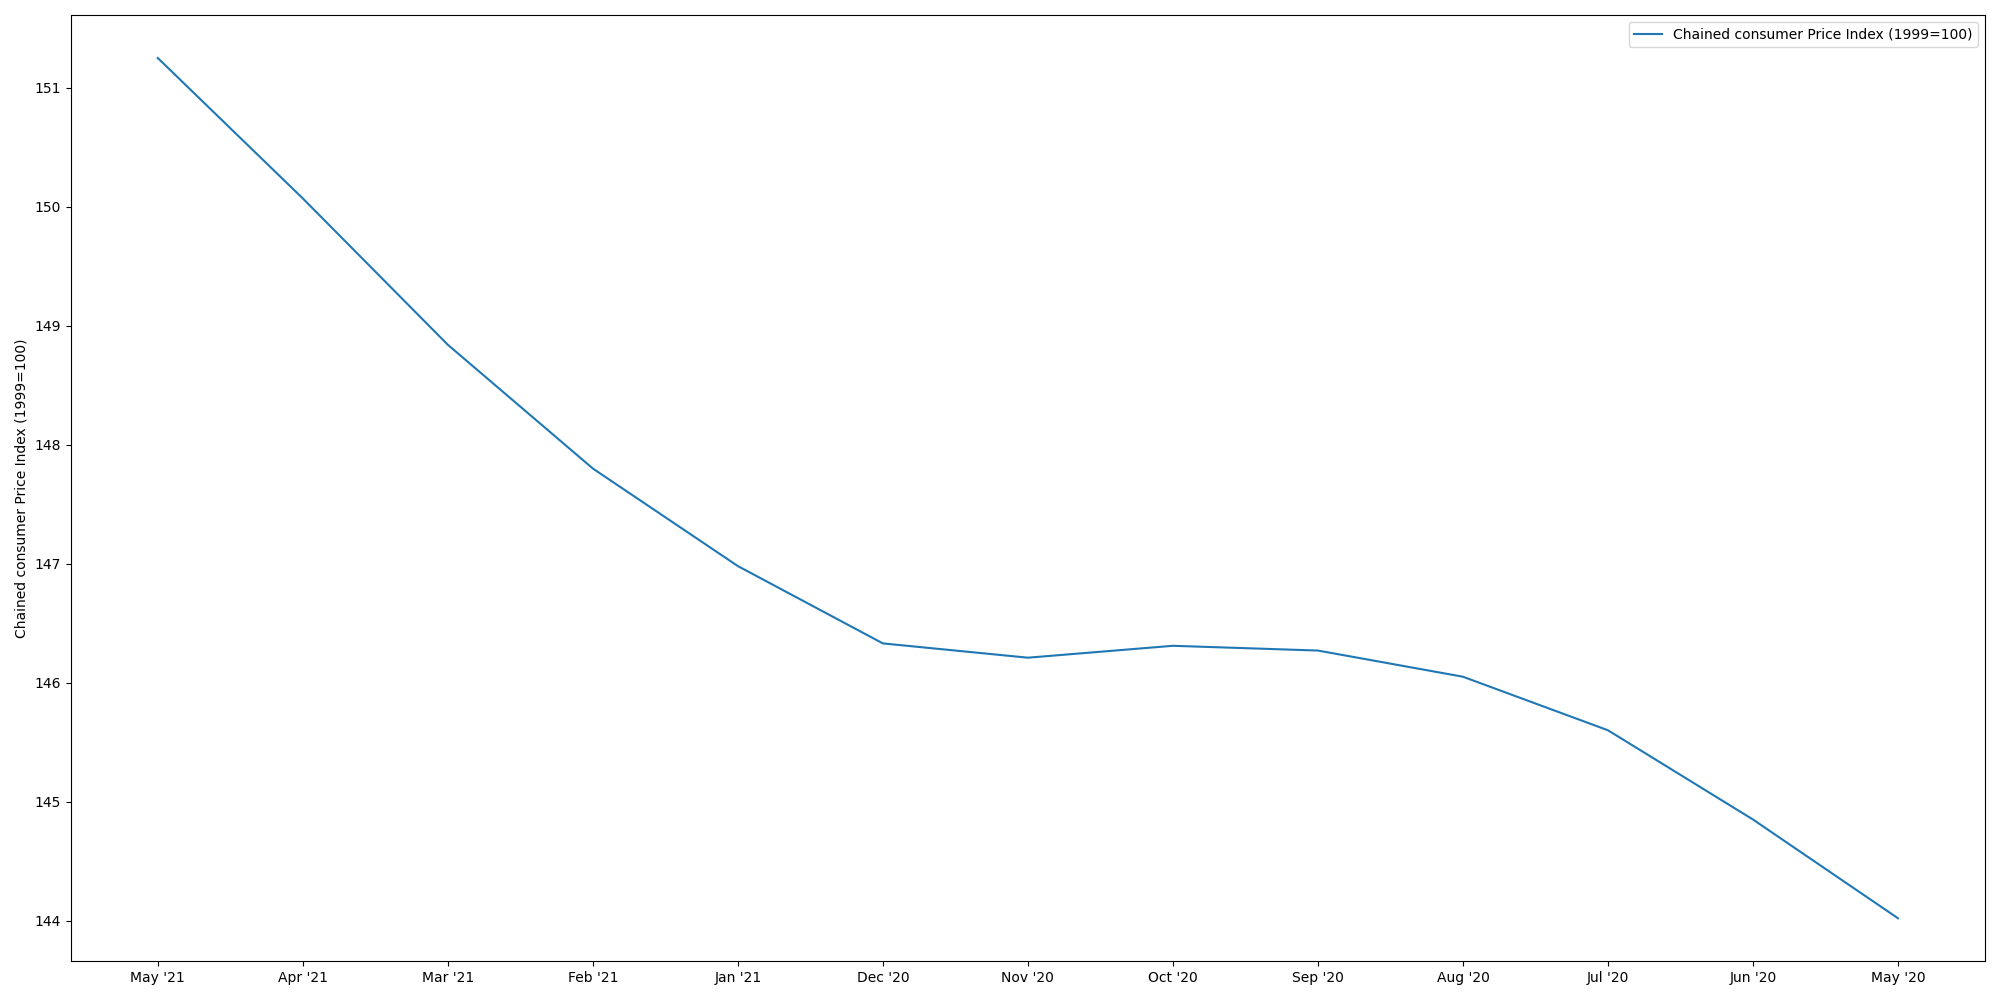 Chained consumer Price Index (1999=100)
151
150
149
148
147
146
145
144
Chained consumer Price Index (1999=100)
May '21 Apr '21 Mar '21 Feb '21 Jan '21 Dec '20 Nov '20 Oct '20 Sep '20 Aug '20 Jul '20 Jun '20 May '20